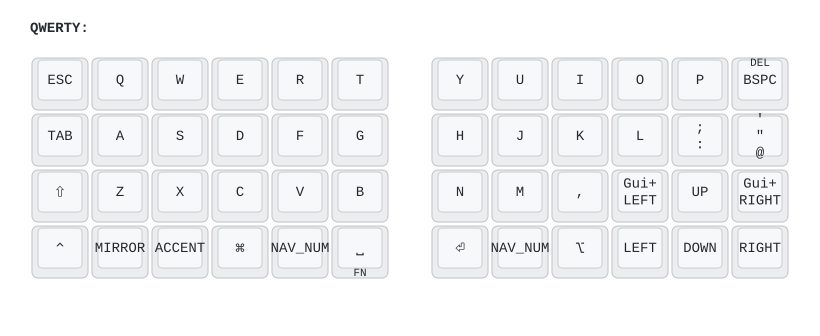 QWERTY:
ESC Q W E R T Y U I O P DEL BSPC
TAB A S D F G H J K L ; : ' " @
⇧ Z X C V B N M , Gui+ LEFT UP Gui+ RIGHT
^ MIRROR ACCENT ⌘ NAV_NUM ⎵ FN ⏎ NAV_NUM ⌥ LEFT DOWN RIGHT